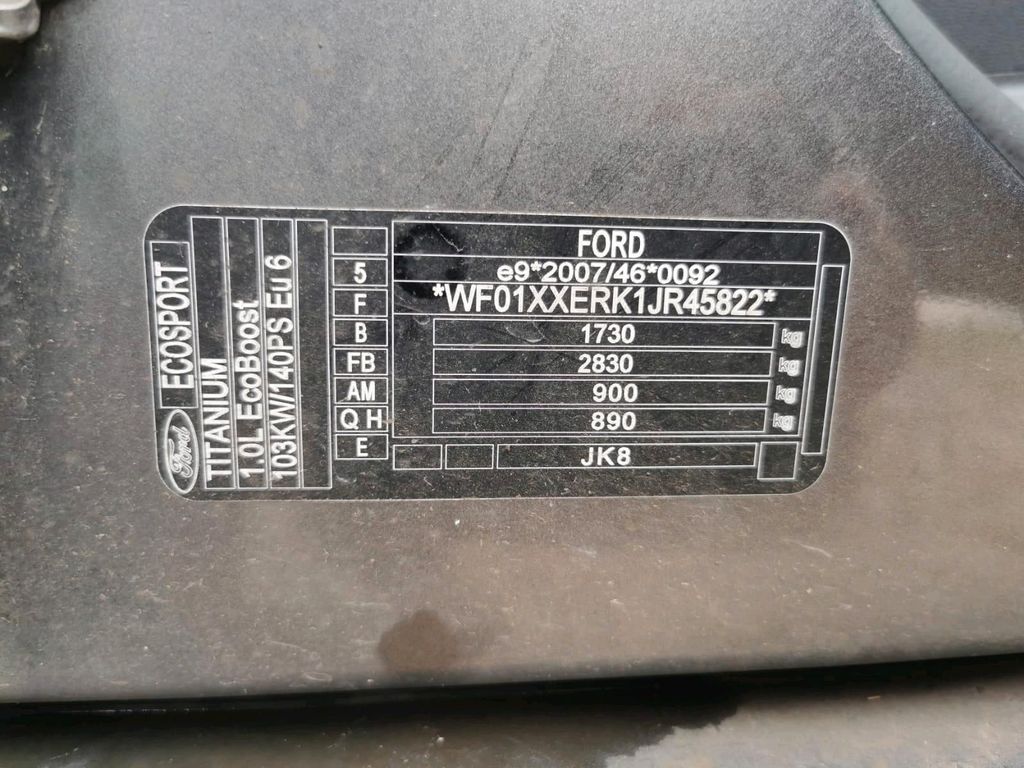 ECOSPORT
Ford
TITANIUM
1.0L EcoBoost
103KW/140PS Eu 6
FORD
5 e9*2007/46*0092
F *WF01XXERK1JR45822*
B 1730 kg
FB 2830 kg
AM 900 kg
Q H 890 kg
E JK8